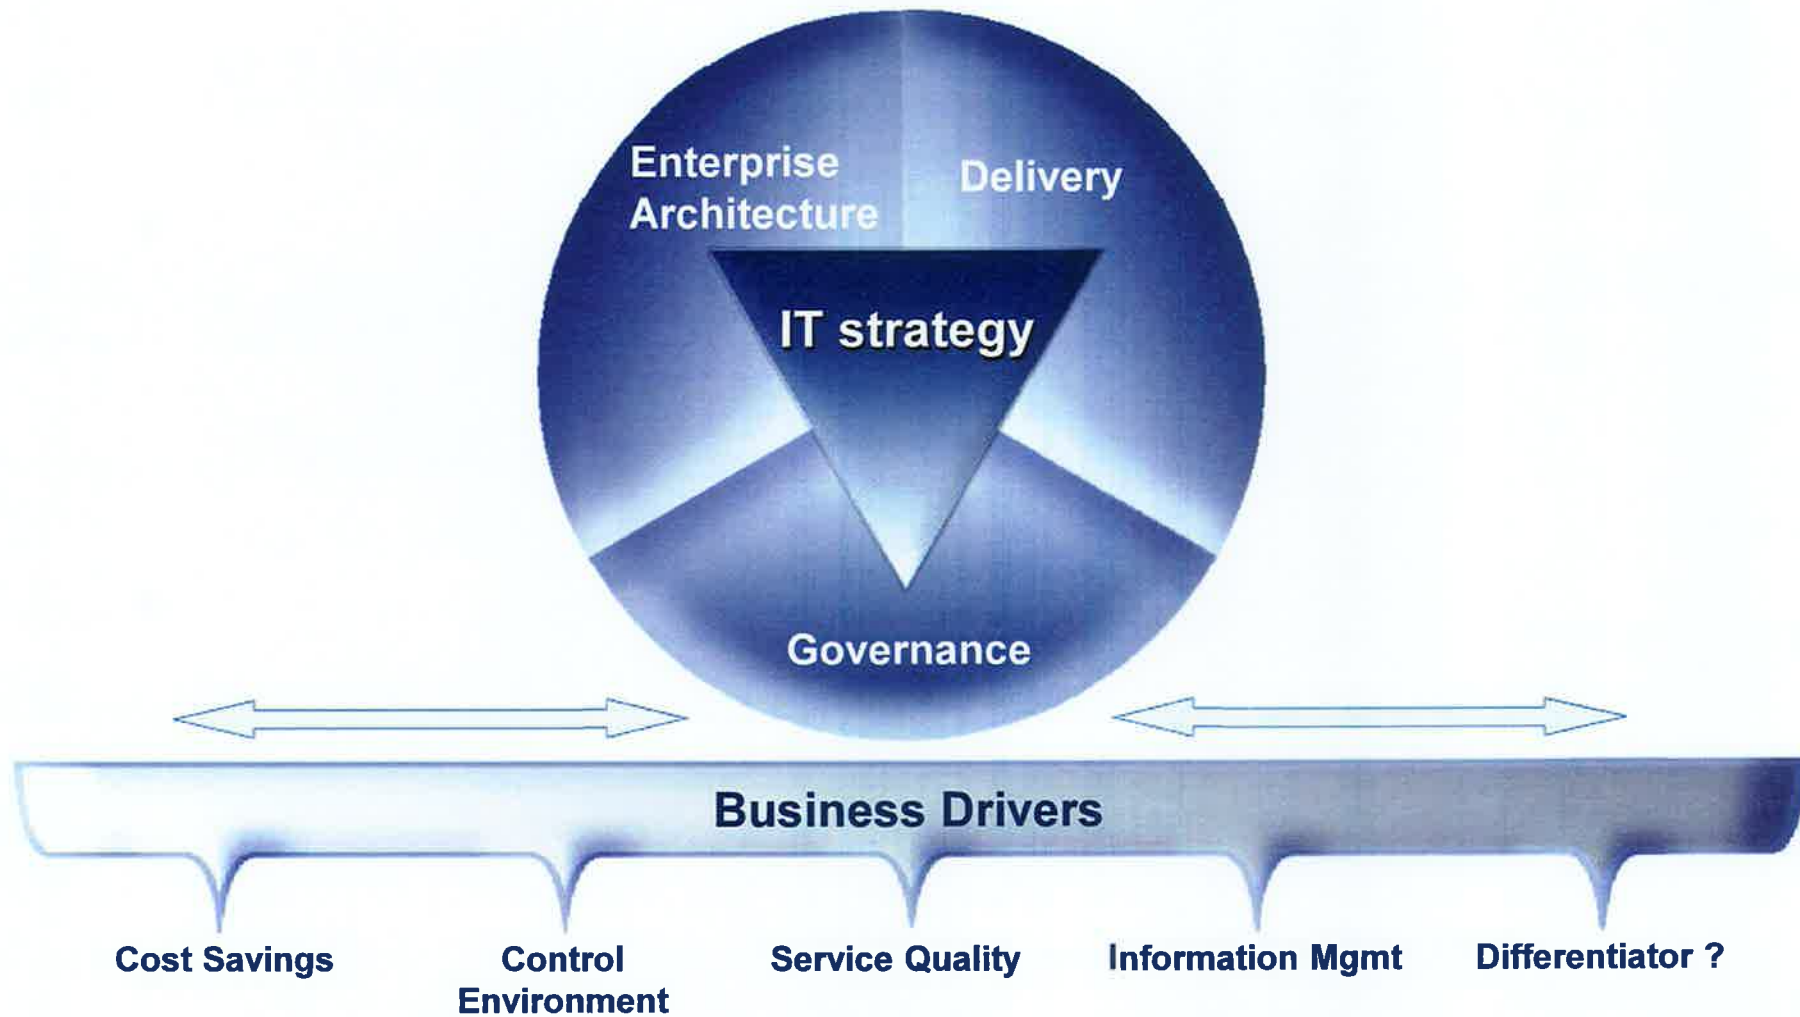 Enterprise
Architecture
Delivery
IT strategy
Governance
Business Drivers
Cost Savings
Control
Environment
Service Quality
Information Mgmt
Differentiator ?